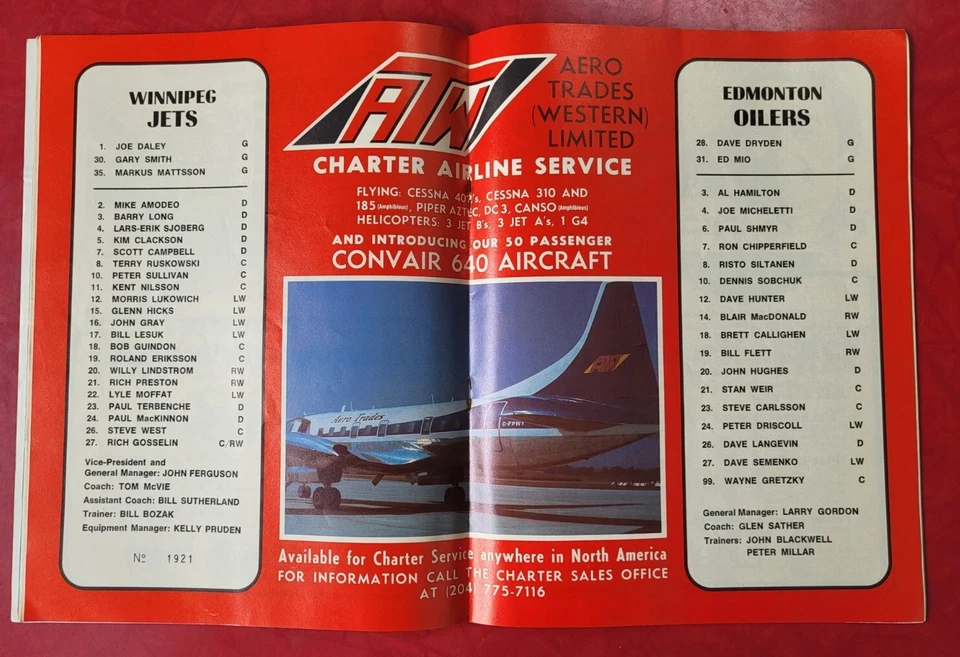 WINNIPEG
JETS
1. JOE DALEY G
30. GARY SMITH G
35. MARKUS MATTSSON G
2. MIKE AMODEO D
3. BARRY LONG D
4. LARS-ERIK SJOBERG D
5. KIM CLACKSON D
7. SCOTT CAMPBELL D
8. TERRY RUSKOWSKI C
10. PETER SULLIVAN C
11. KENT NILSSON C
12. MORRIS LUKOWICH LW
15. GLENN HICKS LW
16. JOHN GRAY LW
17. BILL LESUK LW
18. BOB GUINDON C
19. ROLAND ERIKSSON C
20. WILLY LINDSTROM RW
21. RICH PRESTON RW
22. LYLE MOFFAT LW
23. PAUL TERBENCHE D
24. PAUL MacKINNON D
26. STEVE WEST C
27. RICH GOSSELIN C/RW
Vice-President and
General Manager: JOHN FERGUSON
Coach: TOM McVIE
Assistant Coach: BILL SUTHERLAND
Trainer: BILL BOZAK
Equipment Manager: KELLY PRUDEN
Nº 1921
ATW
AERO
TRADES
(WESTERN)
LIMITED
CHARTER AIRLINE SERVICE
FLYING: CESSNA 402's, CESSNA 310 AND
185 (Amphibious), PIPER AZTEC, DC 3, CANSO (Amphibious)
HELICOPTERS: 3 JET B's, 3 JET A's, 1 G4
AND INTRODUCING OUR 50 PASSENGER
CONVAIR 640 AIRCRAFT
ATW
Aero Trades
C-FPWY
Available for Charter Service anywhere in North America
FOR INFORMATION CALL THE CHARTER SALES OFFICE
AT (204) 775-7116
EDMONTON
OILERS
28. DAVE DRYDEN G
31. ED MIO G
3. AL HAMILTON D
4. JOE MICHELETTI D
6. PAUL SHMYR D
7. RON CHIPPERFIELD C
8. RISTO SILTANEN D
10. DENNIS SOBCHUK C
12. DAVE HUNTER LW
14. BLAIR MacDONALD RW
18. BRETT CALLIGHEN LW
19. BILL FLETT RW
20. JOHN HUGHES D
21. STAN WEIR C
23. STEVE CARLSSON C
24. PETER DRISCOLL LW
26. DAVE LANGEVIN D
27. DAVE SEMENKO LW
99. WAYNE GRETZKY C
General Manager: LARRY GORDON
Coach: GLEN SATHER
Trainers: JOHN BLACKWELL
PETER MILLAR